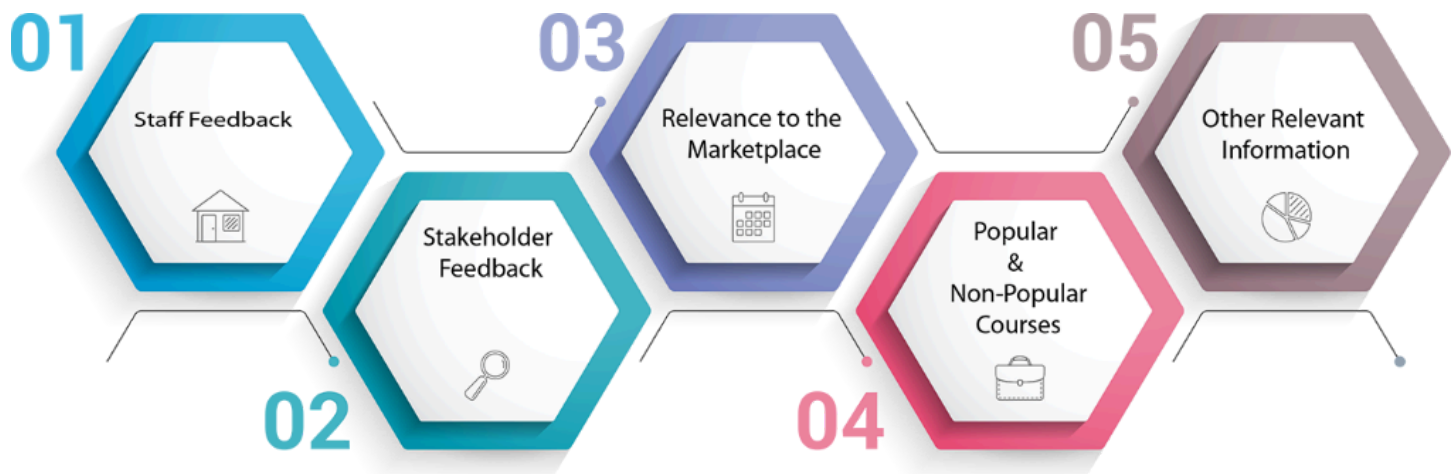 01
Staff Feedback
02
Stakeholder
Feedback
03
Relevance to the
Marketplace
04
Popular
&
Non-Popular
Courses
05
Other Relevant
Information